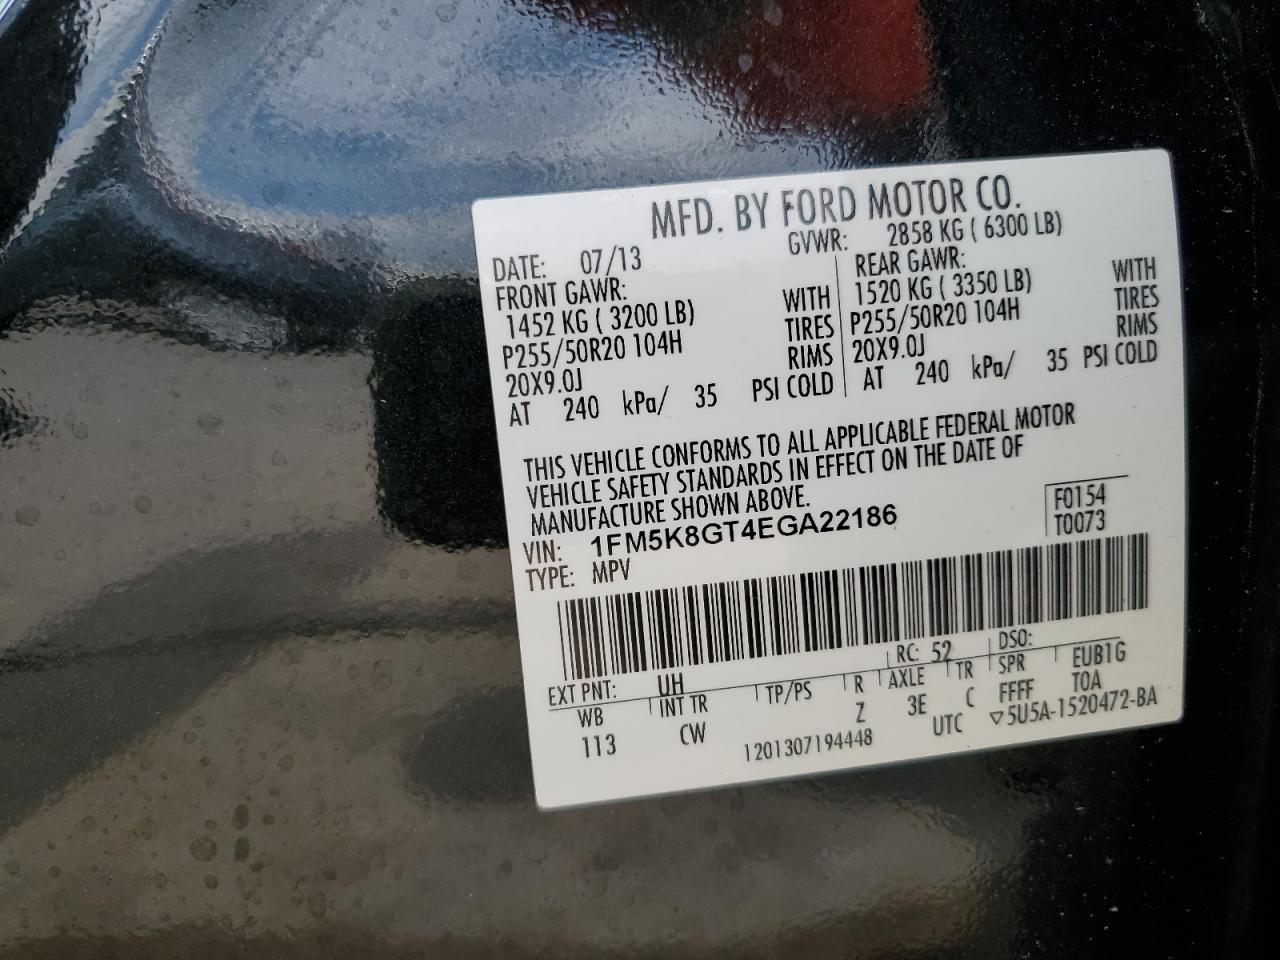 MFD. BY FORD MOTOR CO.
DATE: 07/13 GVWR: 2858 KG ( 6300 LB)
FRONT GAWR: REAR GAWR:
1452 KG ( 3200 LB) WITH 1520 KG ( 3350 LB) WITH
P255/50R20 104H TIRES P255/50R20 104H TIRES
20X9.0J RIMS 20X9.0J RIMS
AT 240 kPa/ 35 PSI COLD AT 240 kPa/ 35 PSI COLD
THIS VEHICLE CONFORMS TO ALL APPLICABLE FEDERAL MOTOR
VEHICLE SAFETY STANDARDS IN EFFECT ON THE DATE OF
MANUFACTURE SHOWN ABOVE.
VIN: 1FM5K8GT4EGA22186 F0154
TYPE: MPV T0073
EXT PNT: UH RC: 52 DSO:
WB INT TR TP/PS R AXLE TR SPR EUB1G
113 CW Z 3E C FFFF TOA
1201307194448 UTC ▽5U5A-1520472-BA